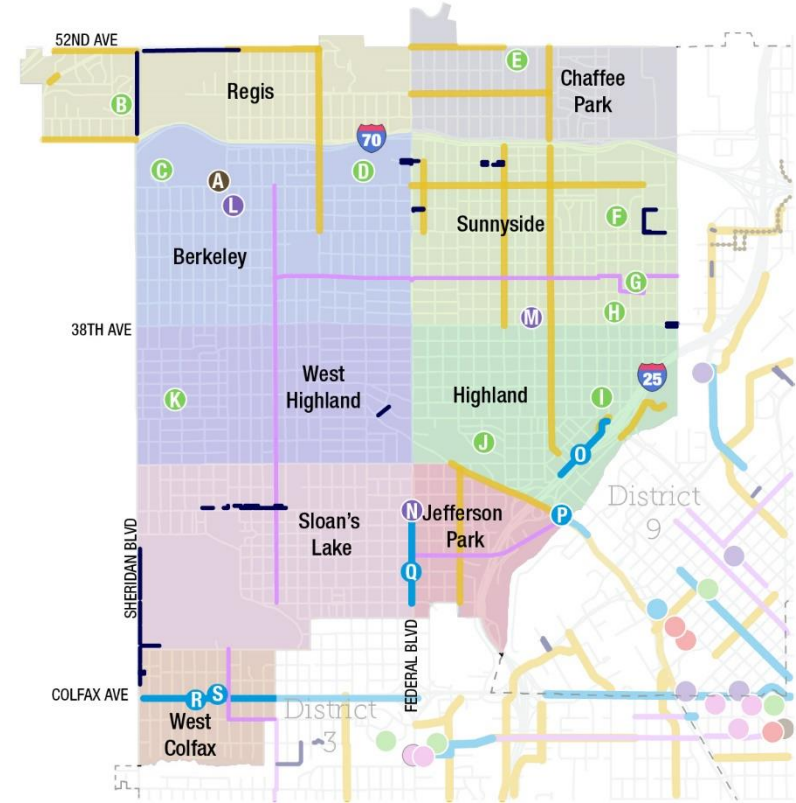 52ND AVE
E
Chaffee
Park
Regis
B
70
C
A
D
L
F
Sunnyside
Berkeley
G
H
M
38TH AVE
25
West
Highland
Highland
K
I
J
O
District
9
N
Jefferson
Park
P
Sloan's
Lake
SHERIDAN BLVD
Q
FEDERAL BLVD
COLFAX AVE
R
S
District
3
West
Colfax